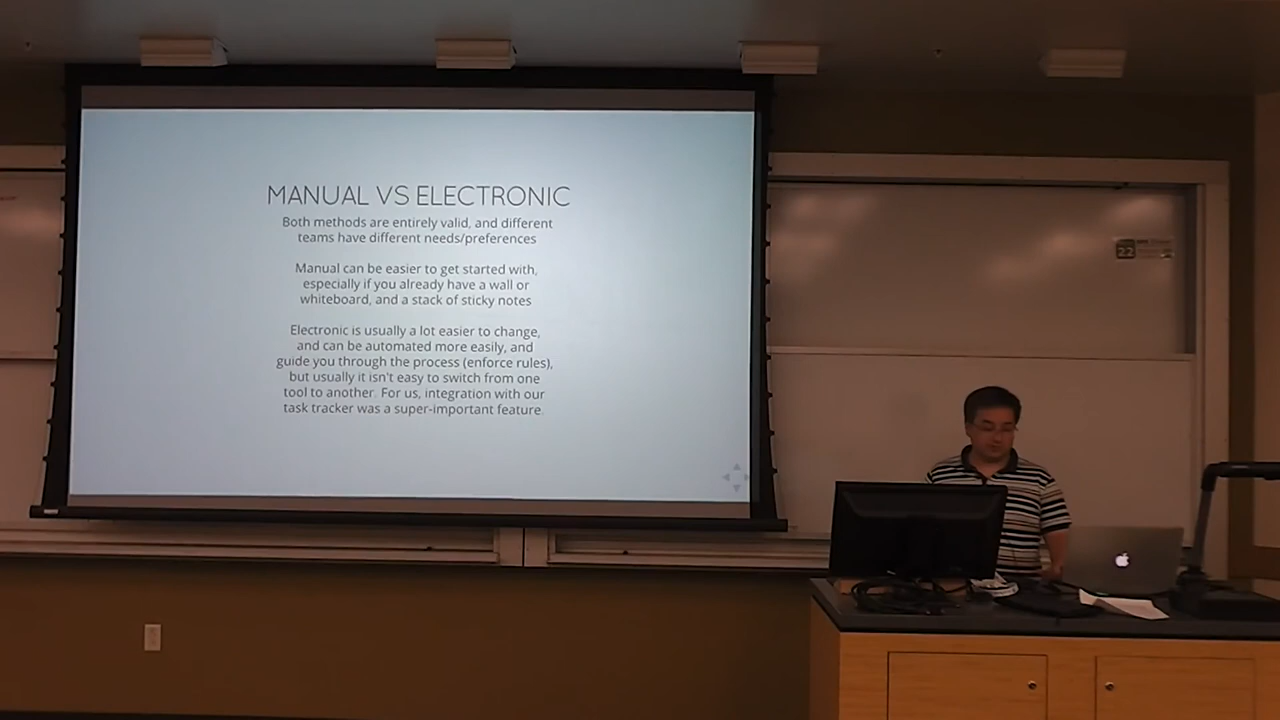 MANUAL VS ELECTRONIC
Both methods are entirely valid, and different
teams have different needs/preferences
Manual can be easier to get started with,
especially if you already have a wall or
whiteboard, and a stack of sticky notes
Electronic is usually a lot easier to change,
and can be automated more easily, and
guide you through the process (enforce rules),
but usually it isn't easy to switch from one
tool to another. For us, integration with our
task tracker was a super-important feature.
22